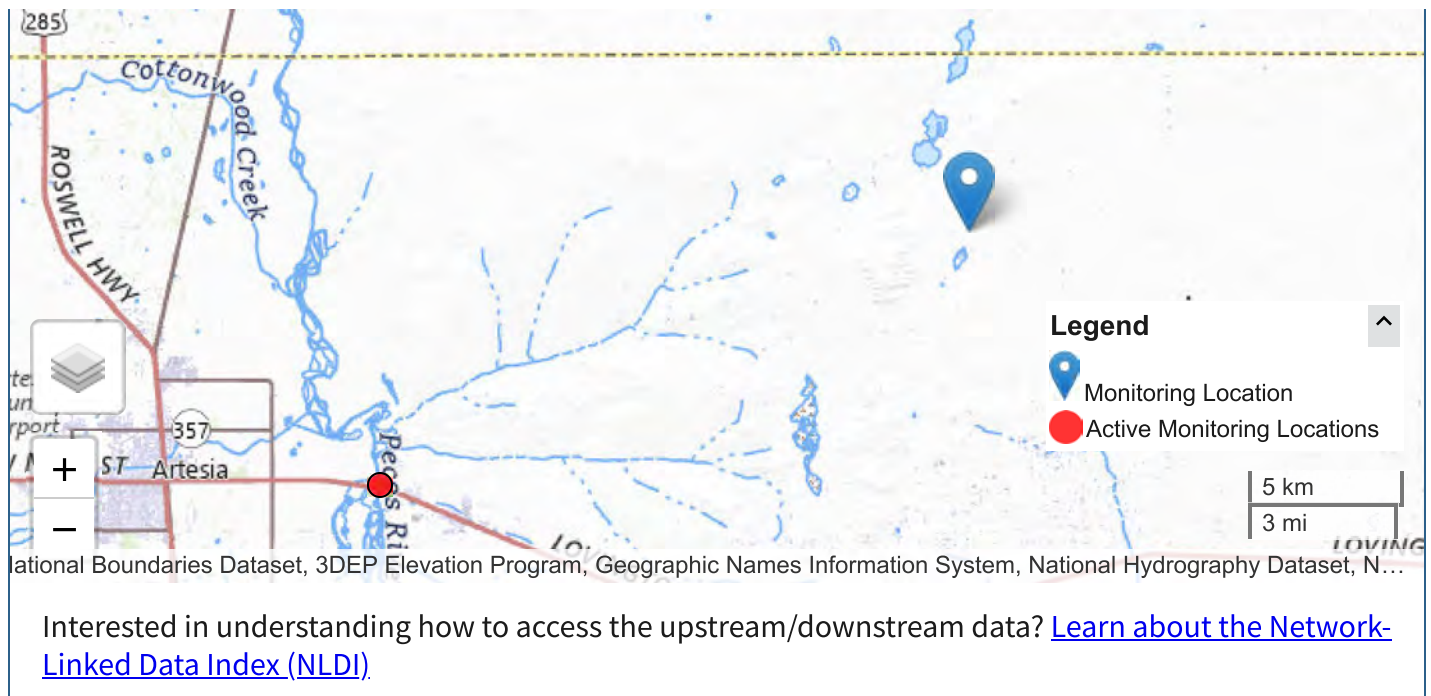 285
Cottonwood Creek
ROSWELL HWY
357
ST
Artesia
Pecos Ri
Legend
Monitoring Location
Active Monitoring Locations
5 km
3 mi
+
−
LOVING
ational Boundaries Dataset, 3DEP Elevation Program, Geographic Names Information System, National Hydrography Dataset, N…
Interested in understanding how to access the upstream/downstream data? Learn about the Network-
Linked Data Index (NLDI)